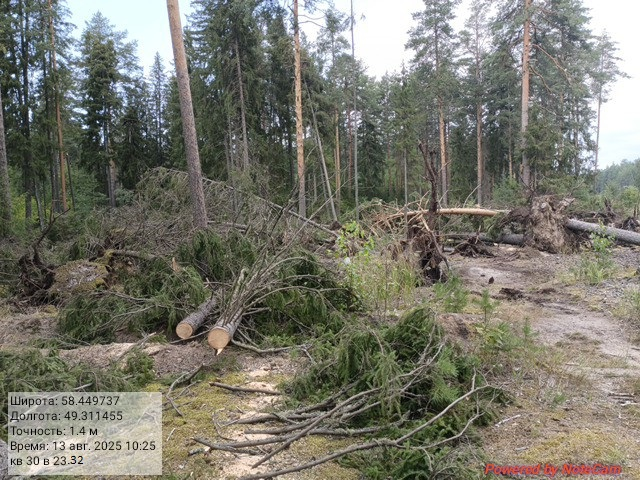 Широта: 58.449737
Долгота: 49.311455
Точность: 1.4 м
Время: 13 авг. 2025 10:25
кв 30 в 23.32
Powered by NoteCam